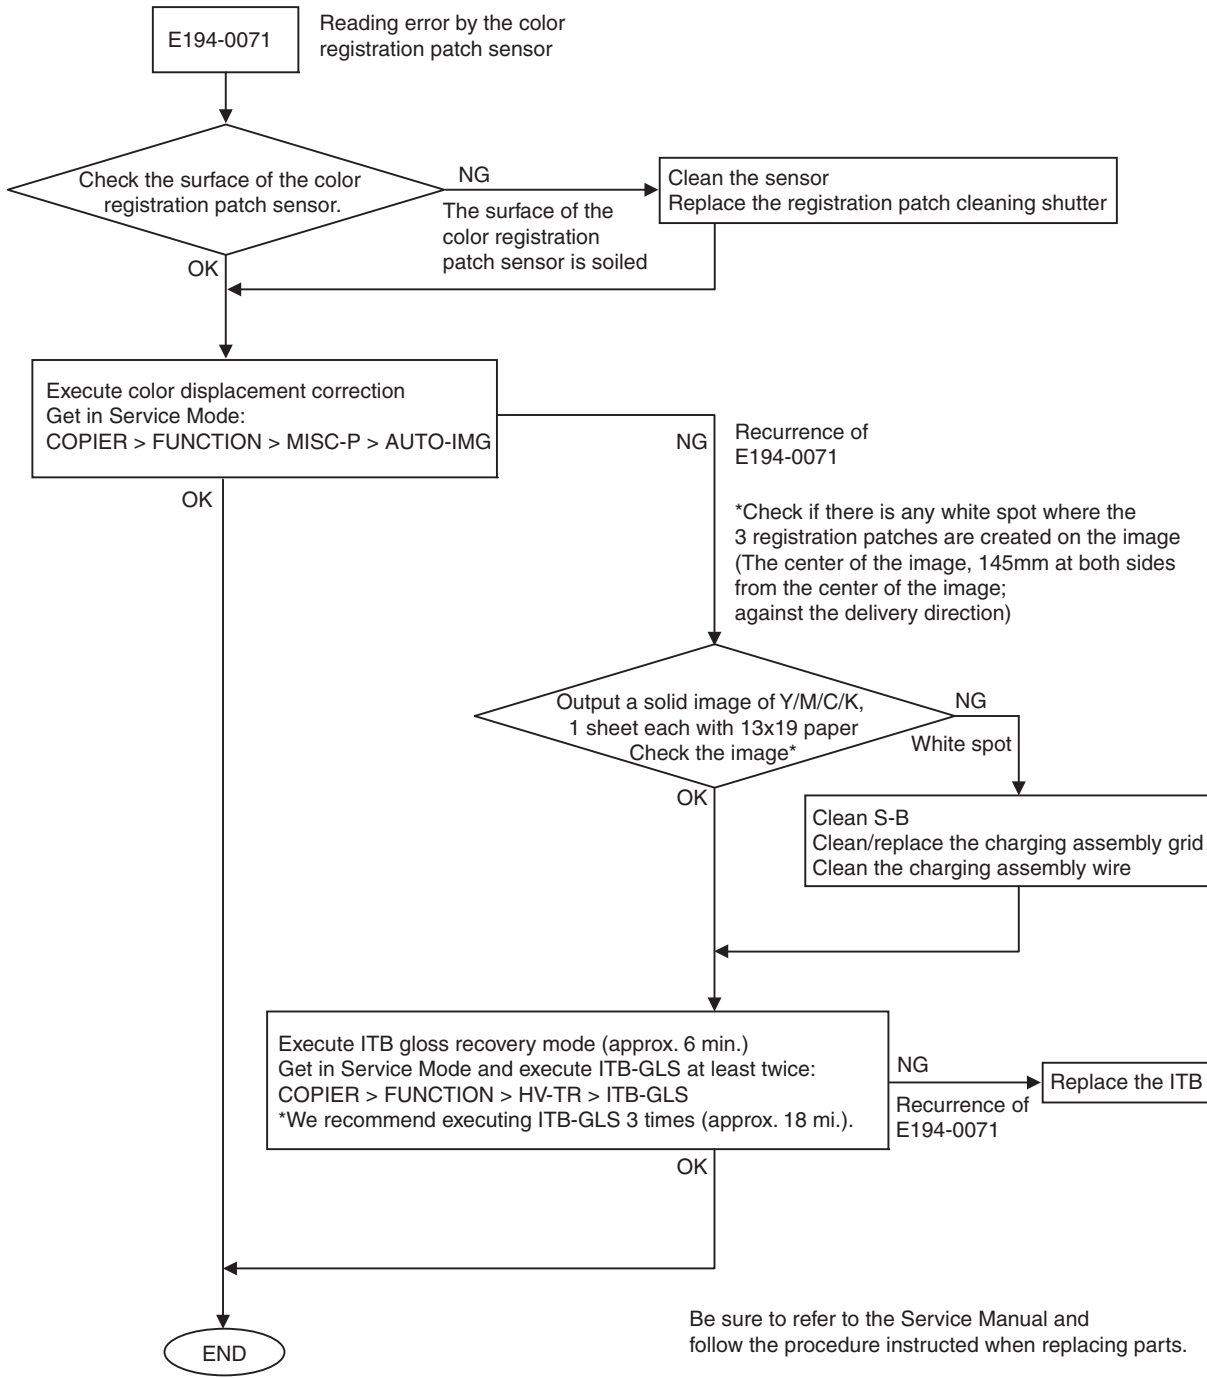 E194-0071
Reading error by the color
registration patch sensor
Check the surface of the color
registration patch sensor.
NG
The surface of the
color registration
patch sensor is soiled
Clean the sensor
Replace the registration patch cleaning shutter
OK
Execute color displacement correction
Get in Service Mode:
COPIER > FUNCTION > MISC-P > AUTO-IMG
NG
Recurrence of
E194-0071
OK
*Check if there is any white spot where the
3 registration patches are created on the image
(The center of the image, 145mm at both sides
from the center of the image;
against the delivery direction)
Output a solid image of Y/M/C/K,
1 sheet each with 13x19 paper
Check the image*
NG
White spot
OK
Clean S-B
Clean/replace the charging assembly grid
Clean the charging assembly wire
Execute ITB gloss recovery mode (approx. 6 min.)
Get in Service Mode and execute ITB-GLS at least twice:
COPIER > FUNCTION > HV-TR > ITB-GLS
*We recommend executing ITB-GLS 3 times (approx. 18 mi.).
NG
Recurrence of
E194-0071
Replace the ITB
OK
END
Be sure to refer to the Service Manual and
follow the procedure instructed when replacing parts.